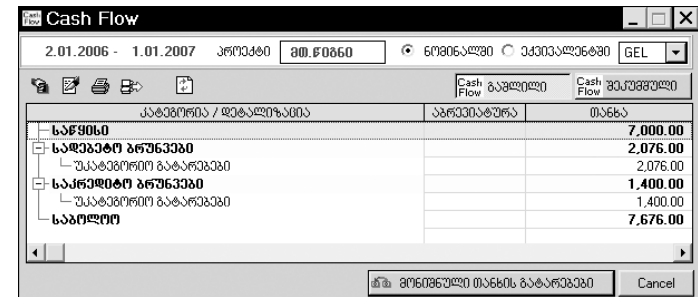 Cash Flow
2.01.2006 - 1.01.2007 პროექტი მთ.წიგნი ნომინალში ეკვივალენტში GEL
Cash Flow გაშლილი Cash Flow შეკუმშული
კატეგორია / დეტალიზაცია აბრევიატურა თანხა
საწყისი 7,000.00
სადებეტო ბრუნვები 2,076.00
უკატეგორიო გატარებები 2,076.00
საკრედიტო ბრუნვები 1,400.00
უკატეგორიო გატარებები 1,400.00
საბოლოო 7,676.00
მონიშნული თანხის გატარებები Cancel